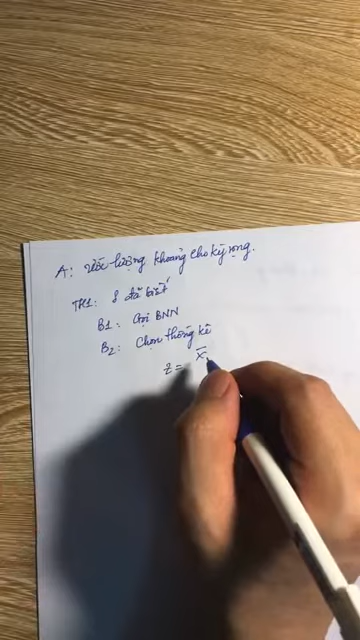 A: Ước lượng khoảng cho kỳ vọng.
TH1: δ đã biết
B1: Gọi BNN
B2: Chọn thống kê
Z = X̄